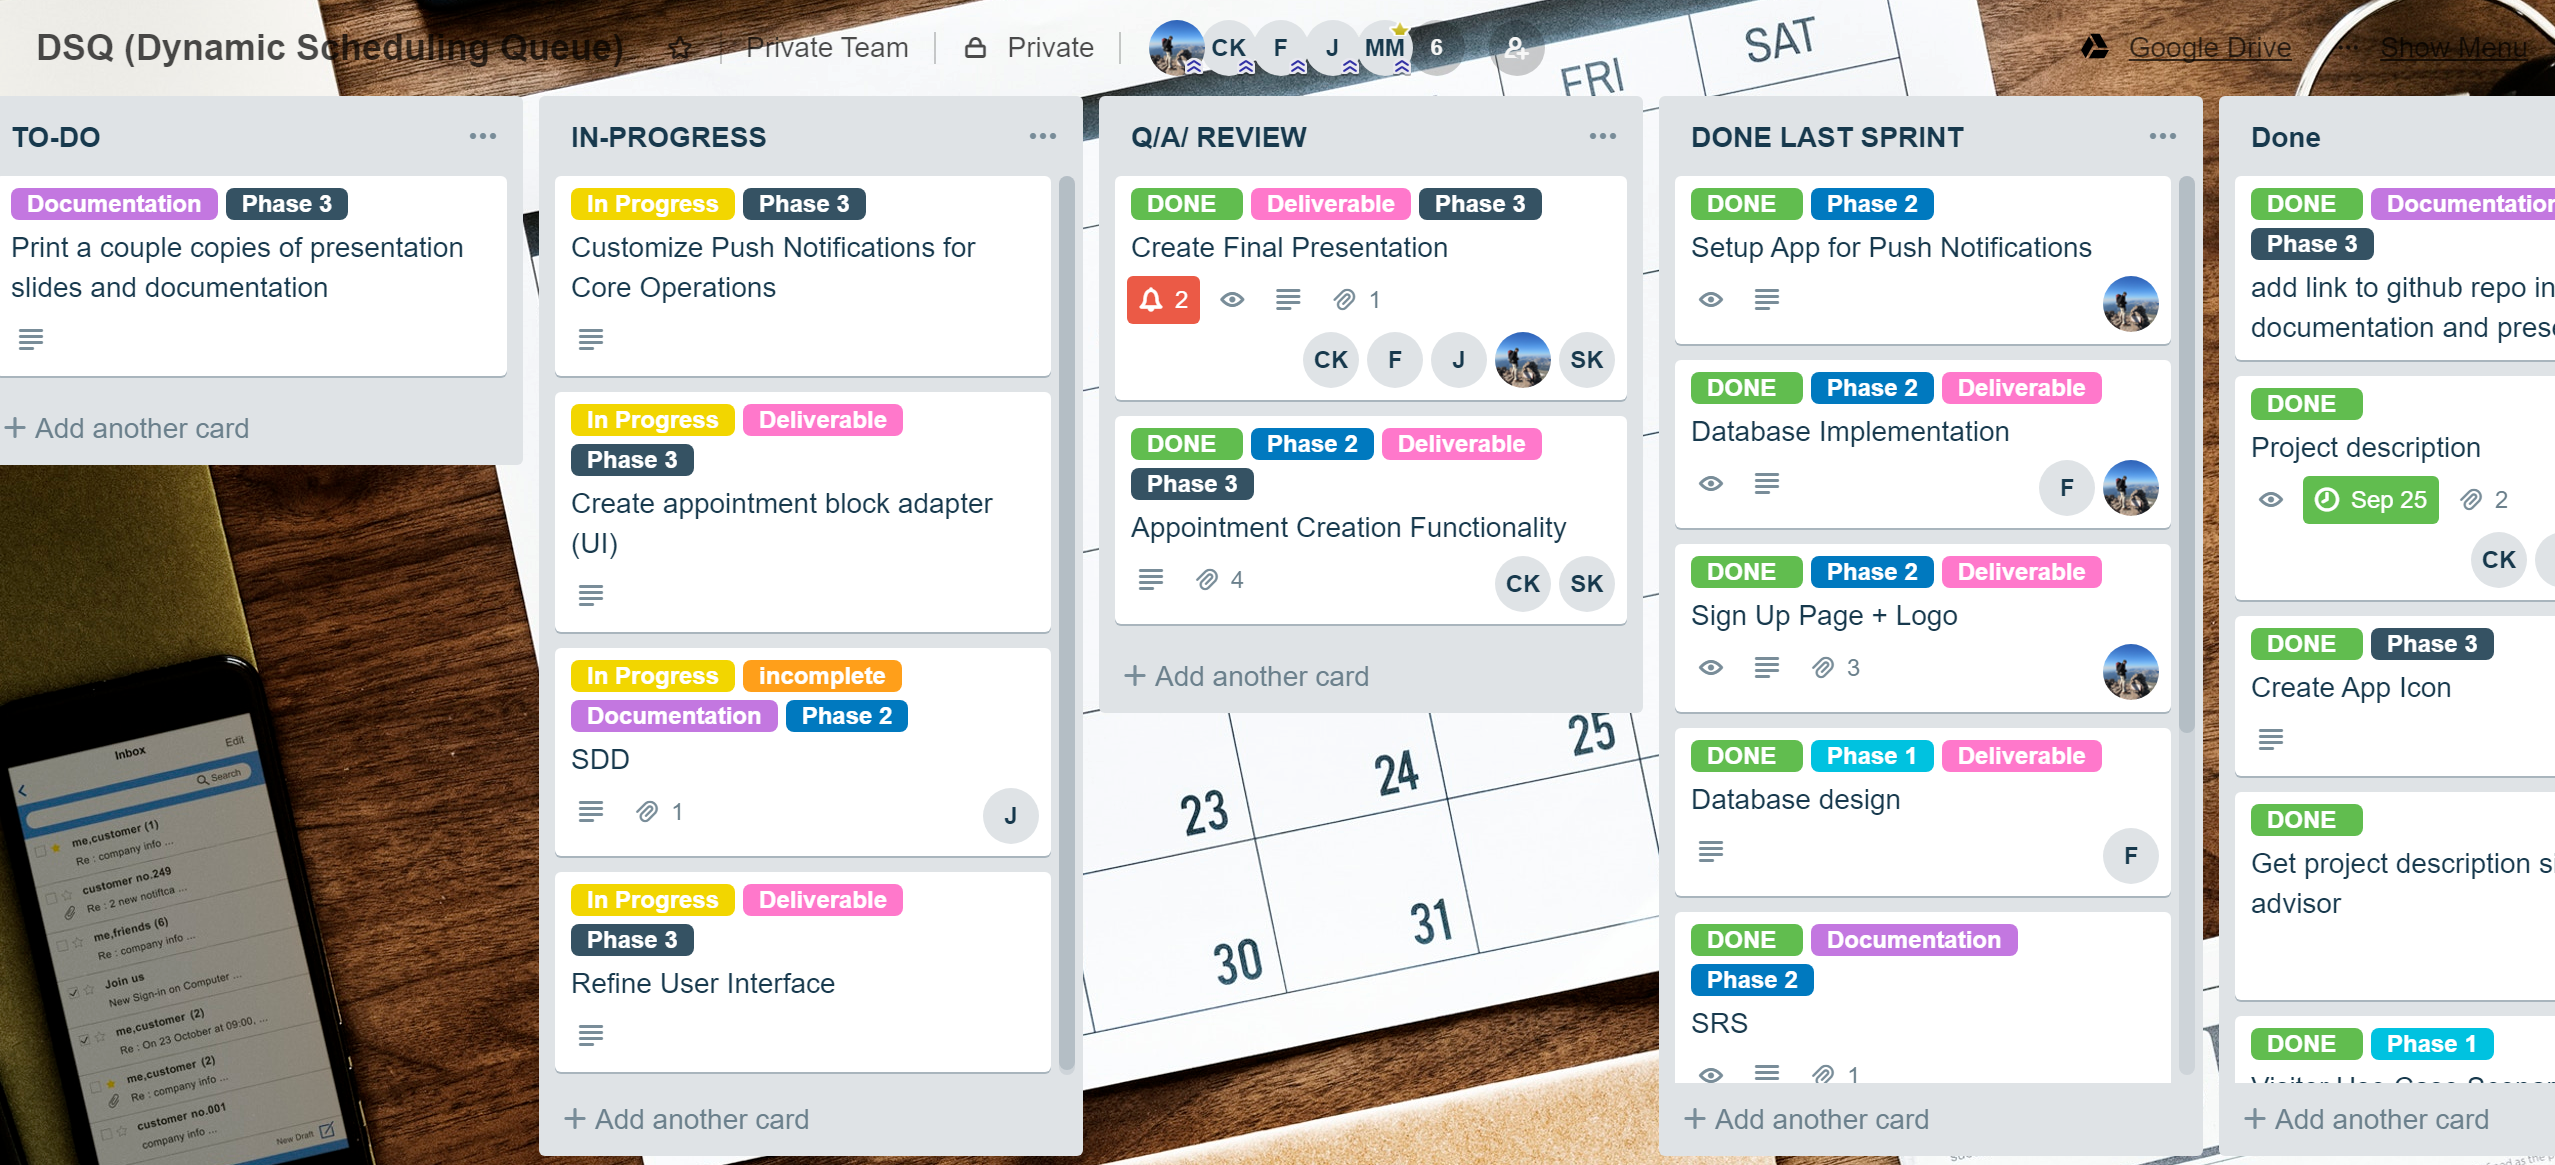 DSQ (Dynamic Scheduling Queue)
Private Team
Private
CK
F
J
MM
6
Google Drive
Show Menu
FRI
SAT
TO-DO
Documentation Phase 3
Print a couple copies of presentation
slides and documentation
+ Add another card
IN-PROGRESS
In Progress Phase 3
Customize Push Notifications for
Core Operations
In Progress Deliverable
Phase 3
Create appointment block adapter
(UI)
In Progress incomplete
Documentation Phase 2
SDD
1
J
In Progress Deliverable
Phase 3
Refine User Interface
+ Add another card
Q/A/ REVIEW
DONE Deliverable Phase 3
Create Final Presentation
2
1
CK F J SK
DONE Phase 2 Deliverable
Phase 3
Appointment Creation Functionality
4
CK SK
+ Add another card
DONE LAST SPRINT
DONE Phase 2
Setup App for Push Notifications
DONE Phase 2 Deliverable
Database Implementation
F
DONE Phase 2 Deliverable
Sign Up Page + Logo
3
DONE Phase 1 Deliverable
Database design
F
DONE Documentation
Phase 2
SRS
1
+ Add another card
Done
DONE Documentation
Phase 3
add link to github repo in
documentation and pres
DONE
Project description
Sep 25
2
CK
DONE Phase 3
Create App Icon
DONE
Get project description si
advisor
DONE Phase 1
+ Add another card
23
24
25
30
31
Inbox
Edit
Search
me,customer (1)
Re : company info ...
customer no.249
Re : 2 new notiftca ...
me,friends (6)
Re : company info ...
Join us
New Sign-in on Computer ...
me,customer (2)
Re : On 23 October at 09:00, ...
me,customer (2)
Re : company info ...
customer no.001
company info ...
New Draft